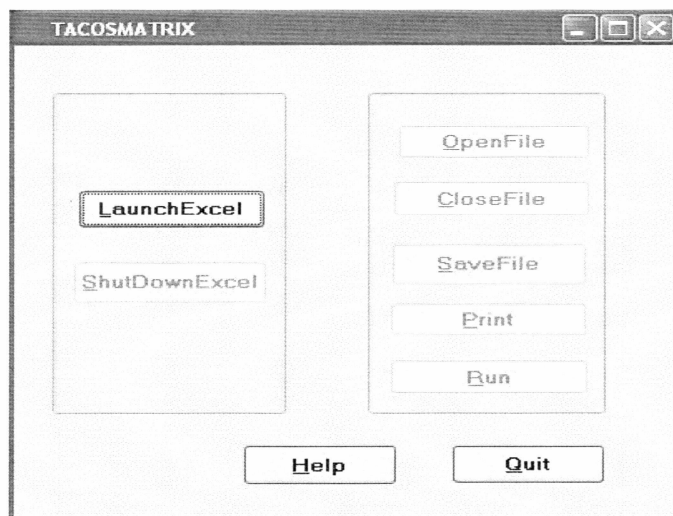 TACOSMATRIX
LaunchExcel
ShutDownExcel
OpenFile
CloseFile
SaveFile
Print
Run
Help
Quit